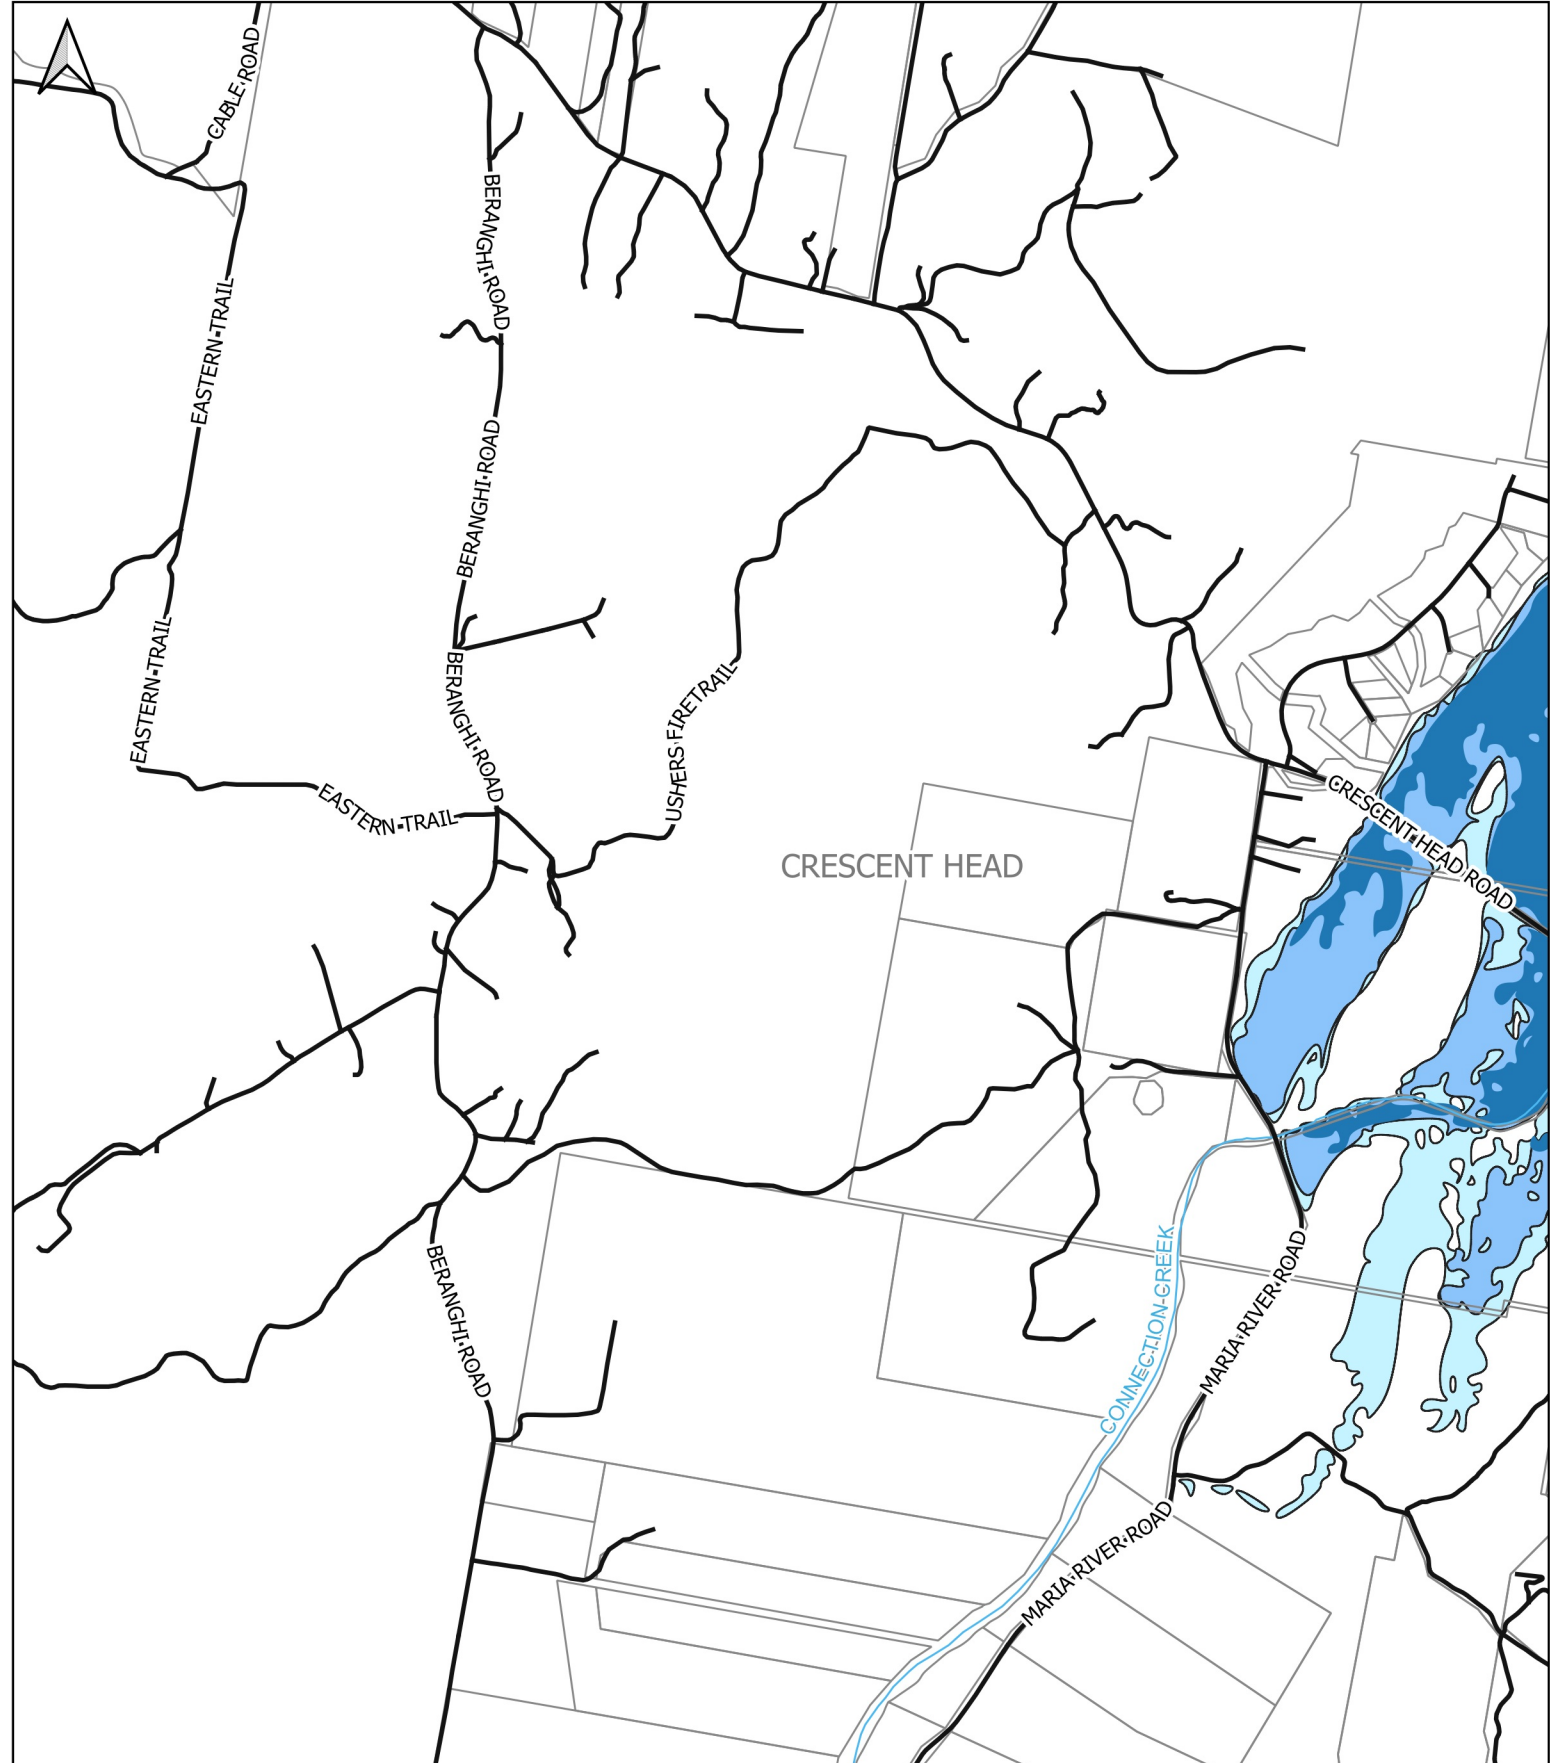 CABLE ROAD
BERANGHI ROAD
EASTERN TRAIL
BERANGHI ROAD
EASTERN TRAIL
BERANGHI ROAD
USHERS FIRETRAIL
EASTERN TRAIL
CRESCENT HEAD ROAD
CRESCENT HEAD
CONNECTION CREEK
MARIA RIVER ROAD
BERANGHI ROAD
MARIA RIVER ROAD